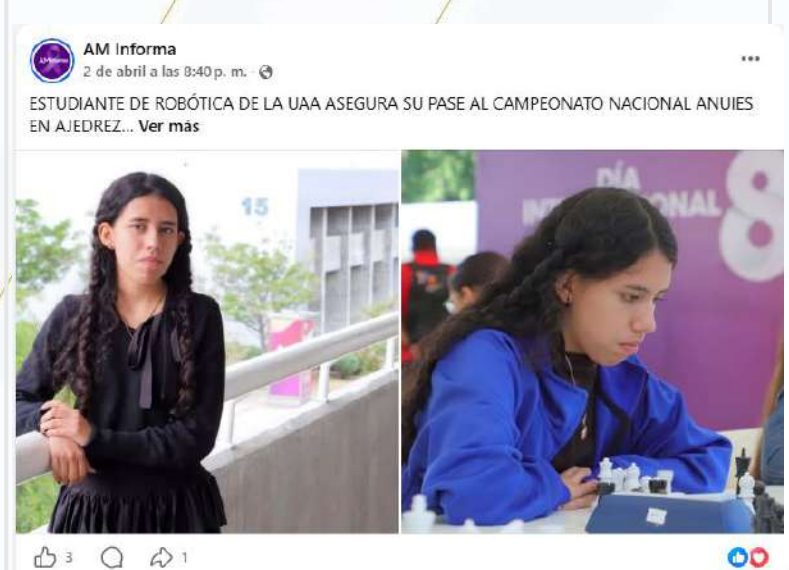 AM Informa
2 de abril a las 8:40 p. m.
ESTUDIANTE DE ROBÓTICA DE LA UAA ASEGURA SU PASE AL CAMPEONATO NACIONAL ANUIES
EN AJEDREZ... Ver más
15
DÍA
8
3
1